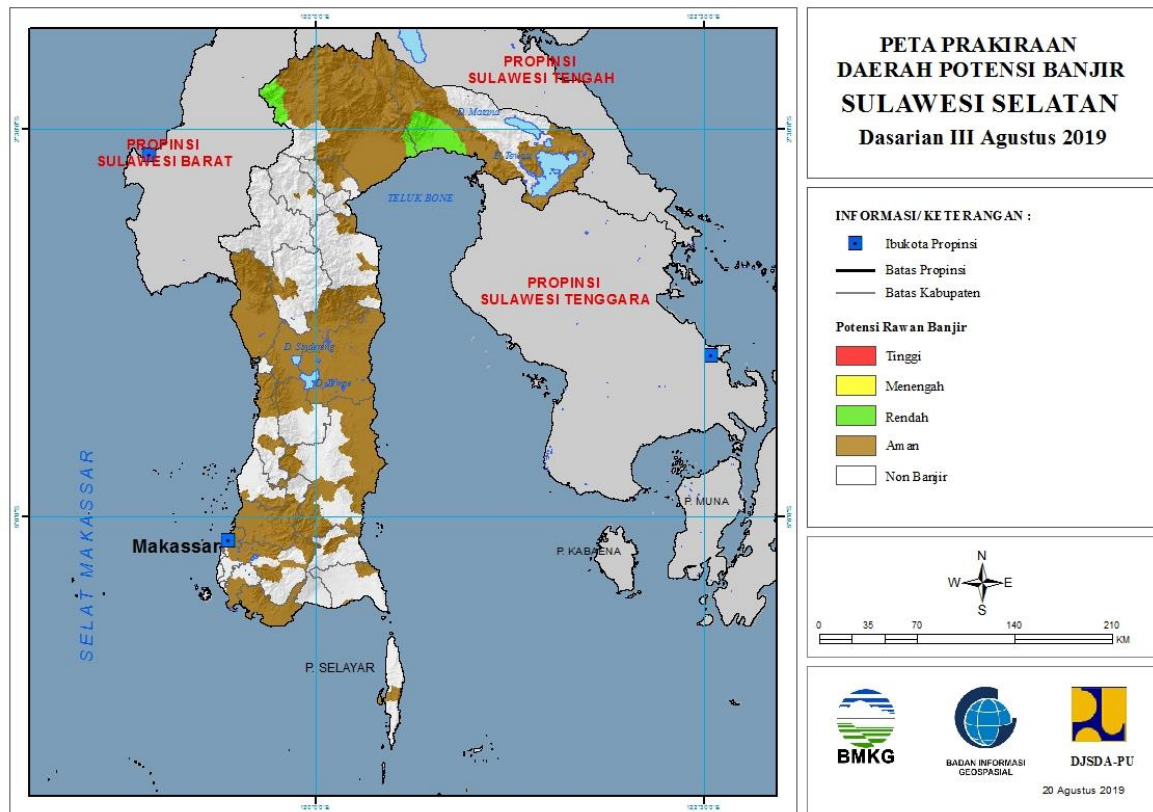 PETA PRAKIRAAN
DAERAH POTENSI BANJIR
SULAWESI SELATAN
Dasarian III Agustus 2019
INFORMASI/ KETERANGAN :
Ibukota Propinsi
Batas Propinsi
Batas Kabupaten
Potensi Rawan Banjir
Tinggi
Menengah
Rendah
Aman
Non Banjir
N
W E
S
0 35 70 140 210
KM
BMKG
BADAN INFORMASI
GEOSPASIAL
DJSDA-PU
20 Agustus 2019
PROPINSI
SULAWESI TENGAH
D. Matana
PROPINSI
SULAWESI BARAT
TELUK BONE
PROPINSI
SULAWESI TENGGARA
SELAT MAKASSAR
Makassar
P. MUNA
P. KABAENA
P. SELAYAR